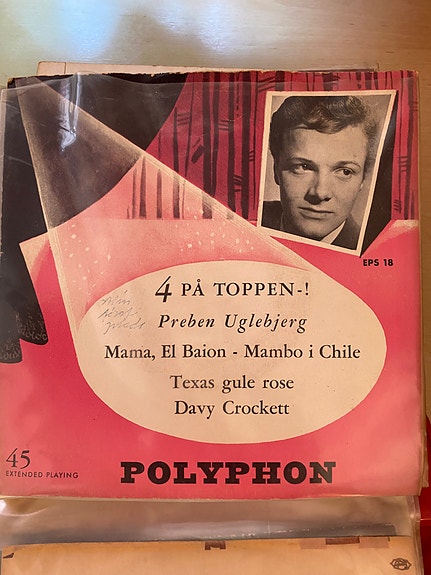 EPS 18
4 PÅ TOPPEN-!
Preben Uglebjerg
Mama, El Baion - Mambo i Chile
Texas gule rose
Davy Crockett
45
EXTENDED PLAYING
POLYPHON